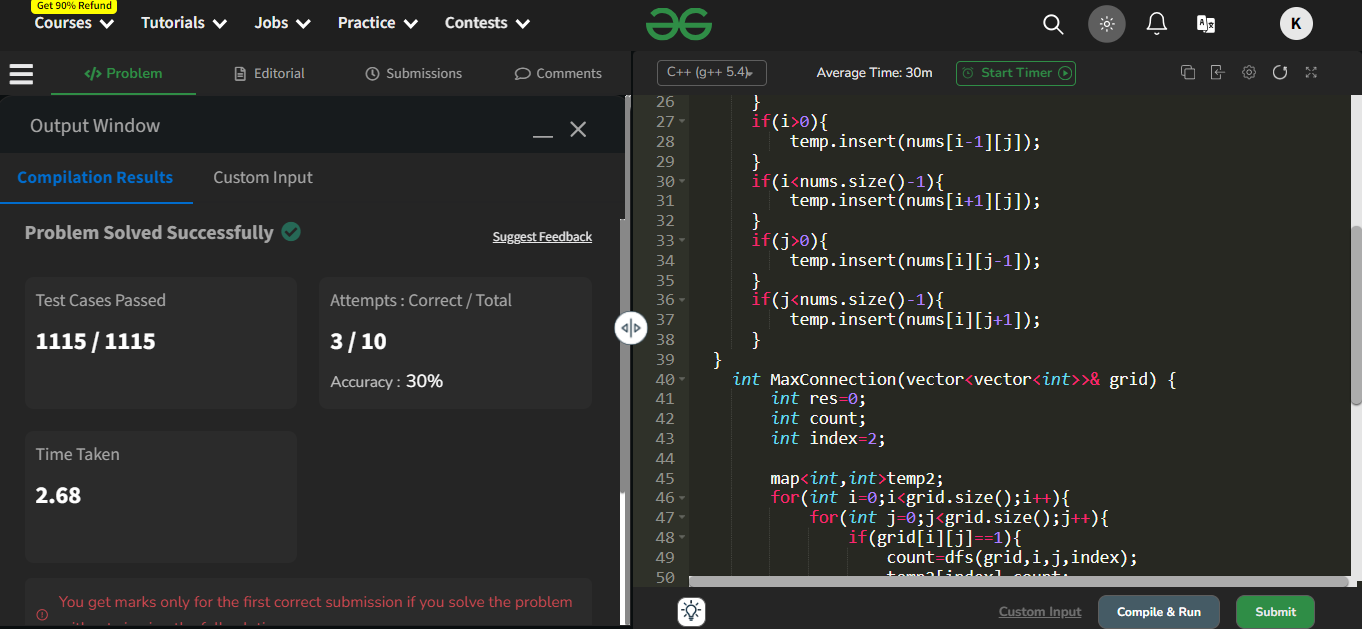 Get 90% Refund
Courses Tutorials Jobs Practice Contests
K
</> Problem Editorial Submissions Comments
C++ (g++ 5.4) Average Time: 30m Start Timer
Output Window
Compilation Results Custom Input
Problem Solved Successfully
Suggest Feedback
Test Cases Passed
1115 / 1115
Attempts : Correct / Total
3 / 10
Accuracy : 30%
Time Taken
2.68
You get marks only for the first correct submission if you solve the problem
26 }
27 if(i>0){
28 temp.insert(nums[i-1][j]);
29 }
30 if(i<nums.size()-1){
31 temp.insert(nums[i+1][j]);
32 }
33 if(j>0){
34 temp.insert(nums[i][j-1]);
35 }
36 if(j<nums.size()-1){
37 temp.insert(nums[i][j+1]);
38 }
39 }
40 int MaxConnection(vector<vector<int>>& grid) {
41 int res=0;
42 int count;
43 int index=2;
44
45 map<int,int>temp2;
46 for(int i=0;i<grid.size();i++){
47 for(int j=0;j<grid.size();j++){
48 if(grid[i][j]==1){
49 count=dfs(grid,i,j,index);
50
Custom Input Compile & Run Submit